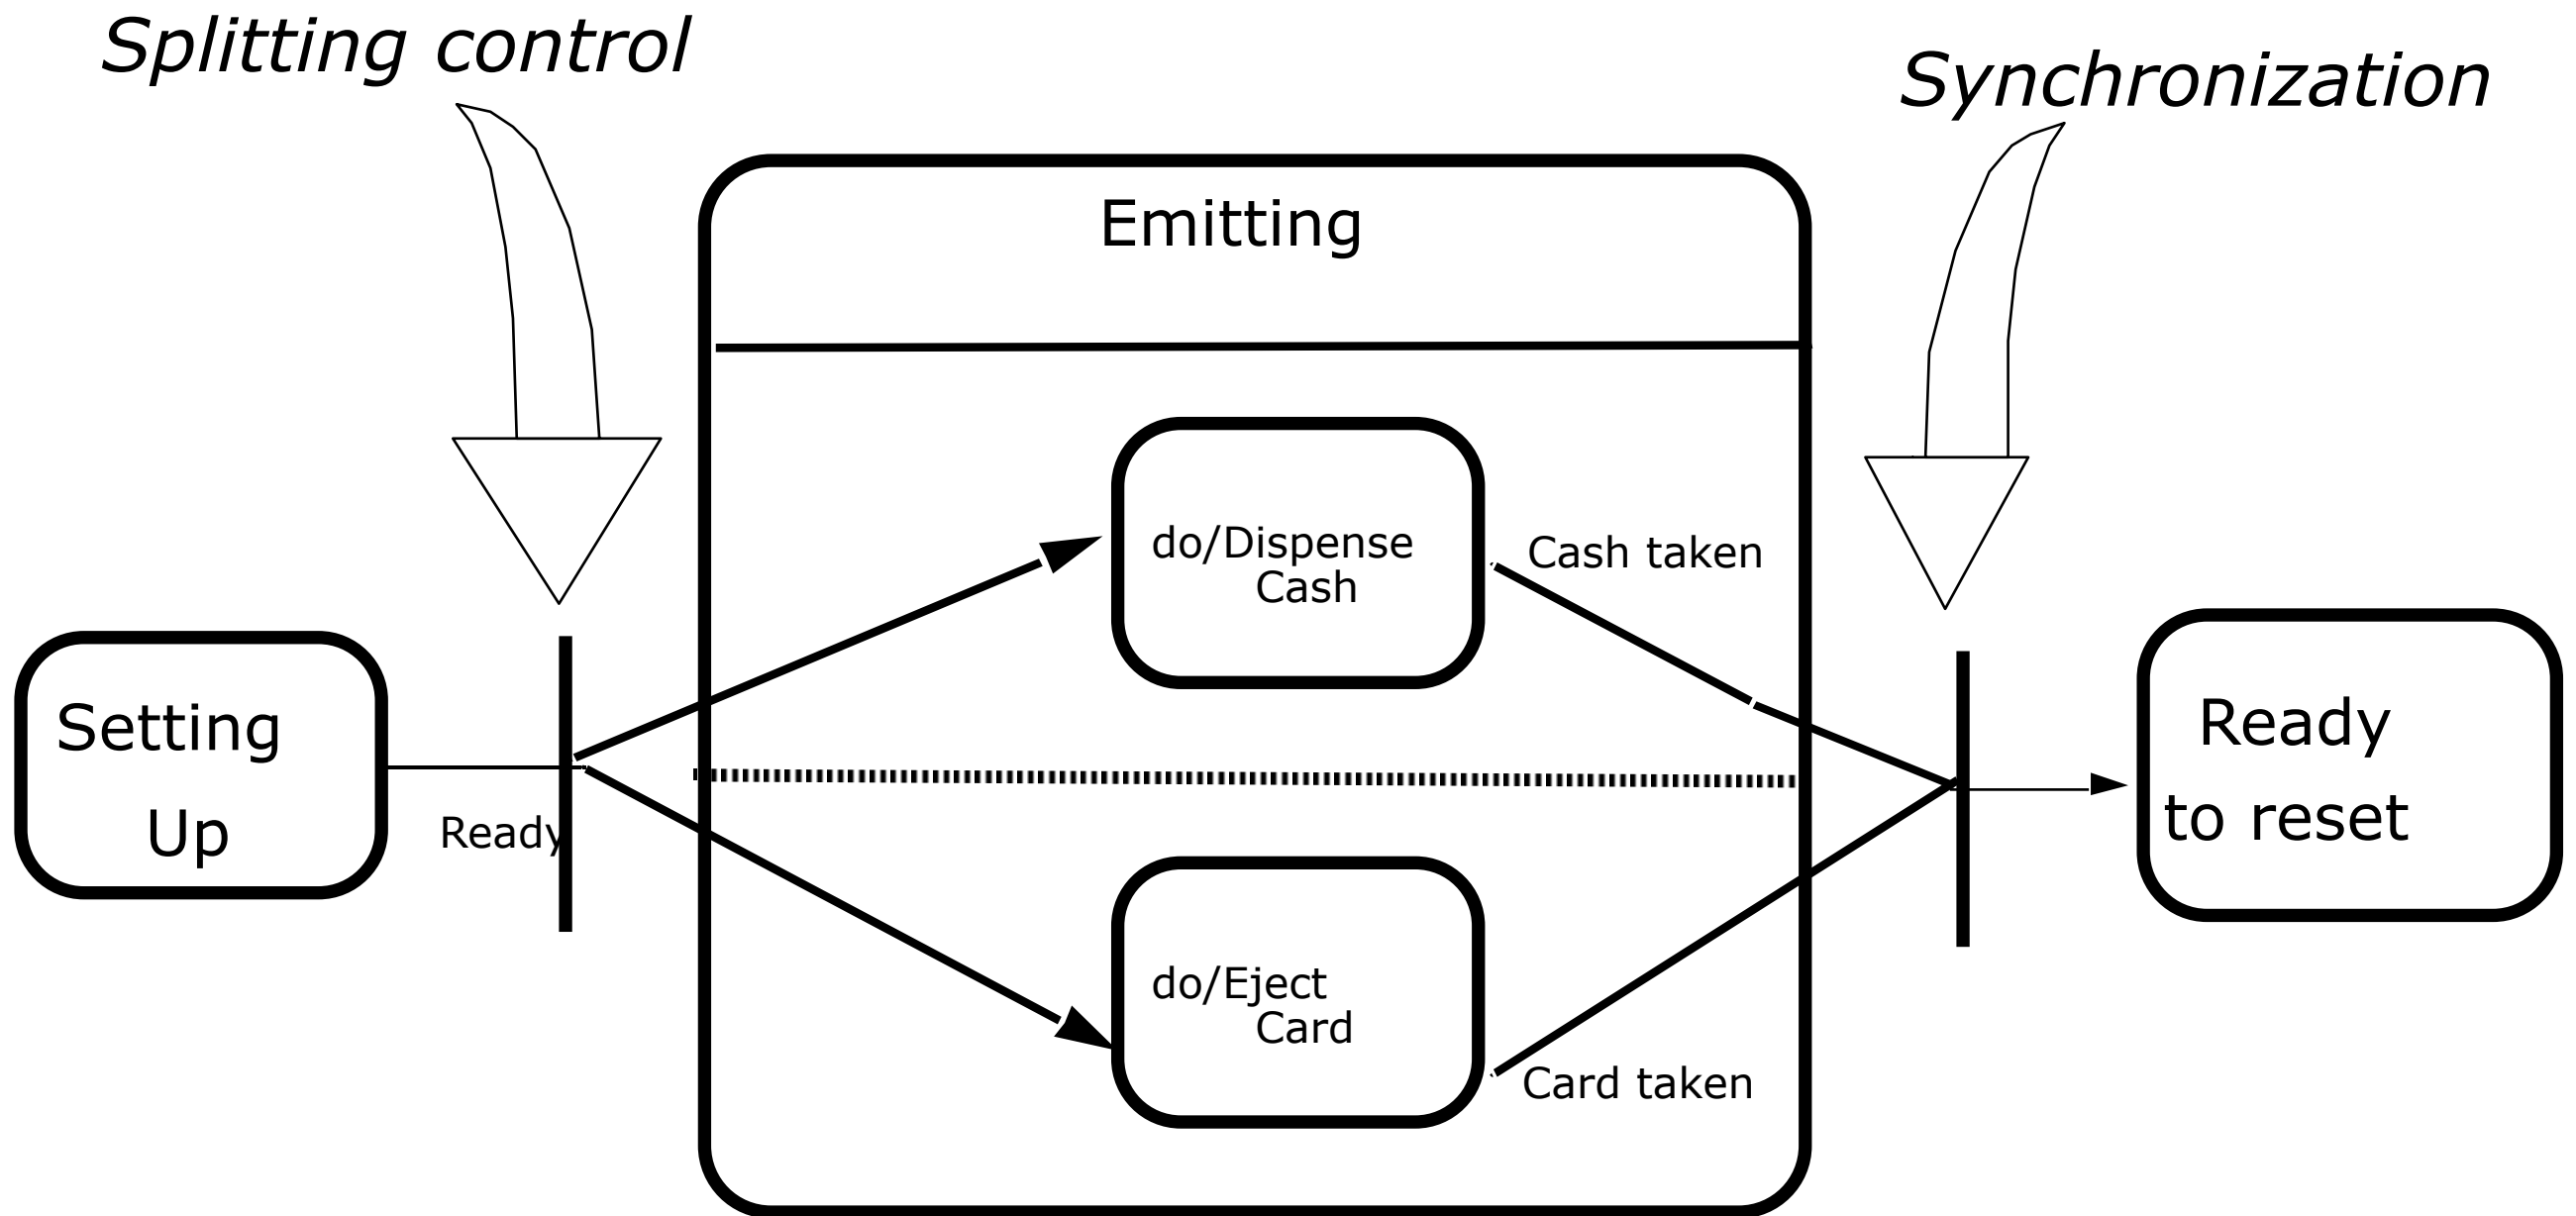 Splitting control
Synchronization
Emitting
do/Dispense
Cash
Cash taken
Setting
Up
Ready
Ready
to reset
do/Eject
Card
Card taken